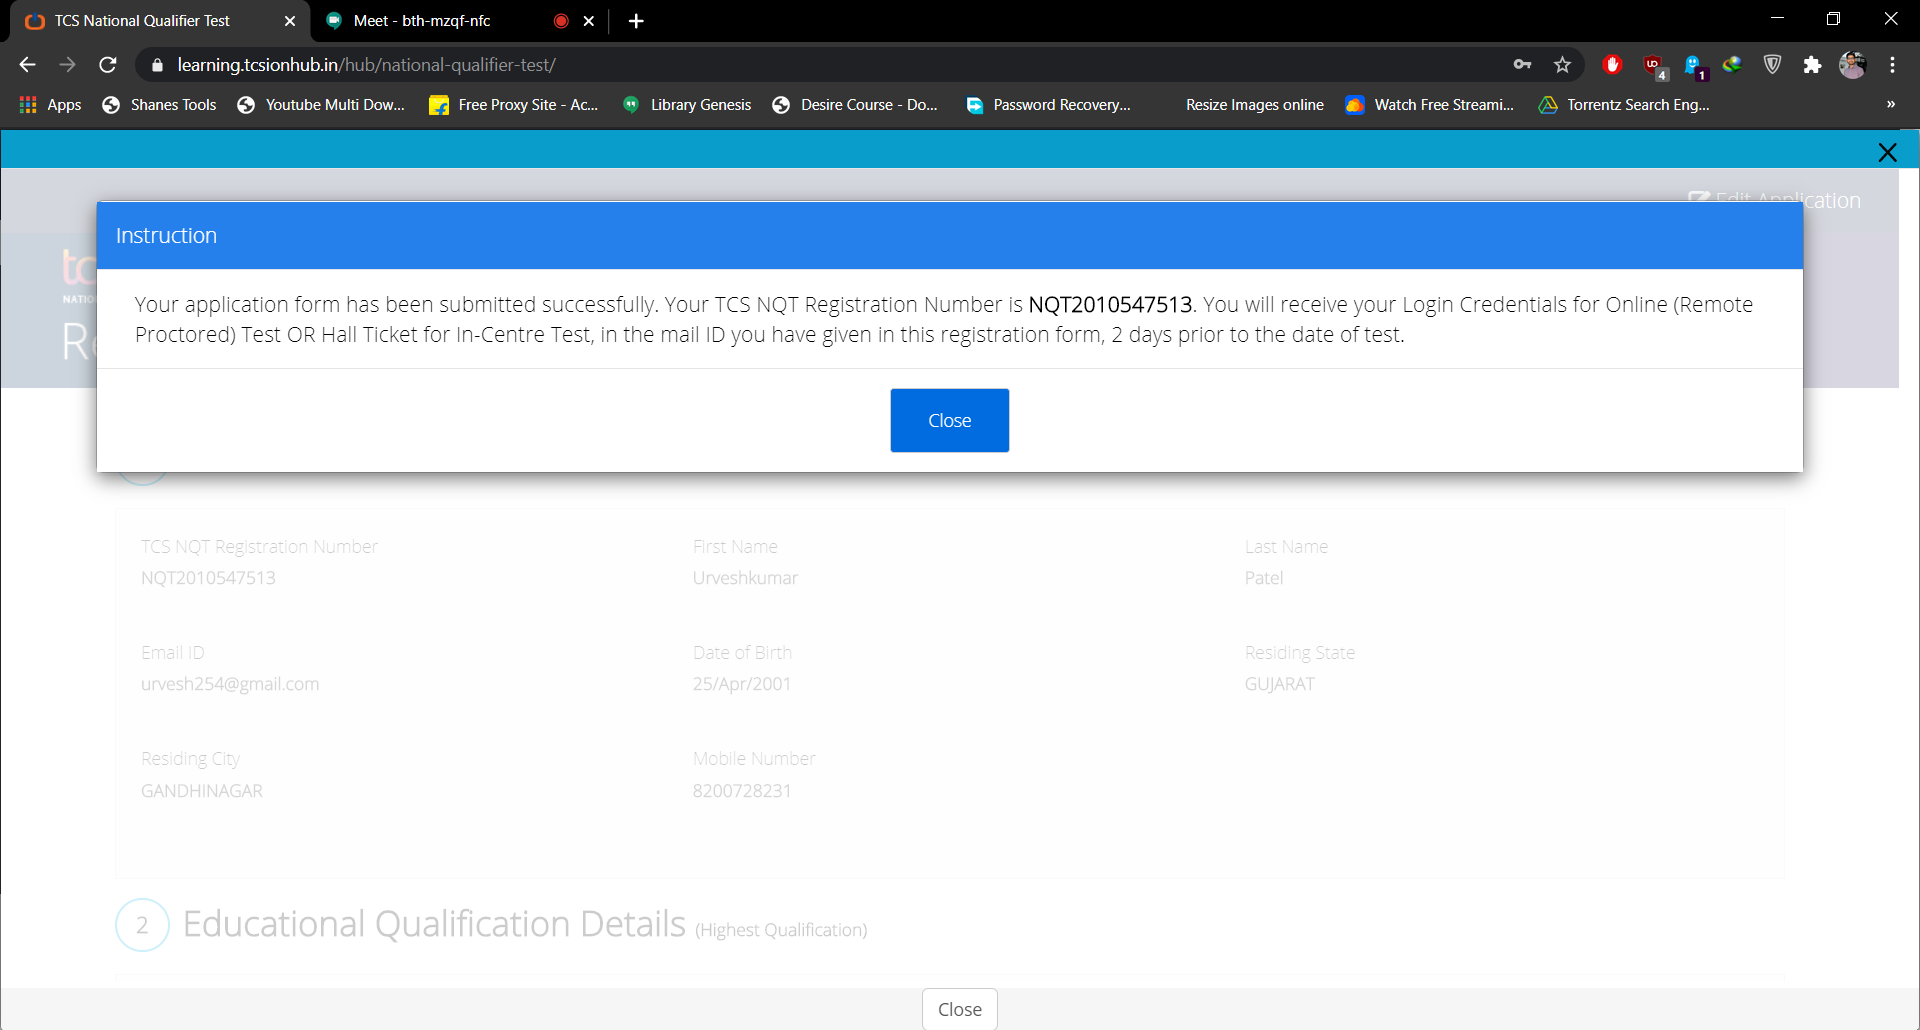 TCS National Qualifier Test
Meet - bth-mzqf-nfc
learning.tcsionhub.in/hub/national-qualifier-test/
UD
4
1
Apps
Shanes Tools
Youtube Multi Dow...
Free Proxy Site - Ac...
Library Genesis
Desire Course - Do...
Password Recovery...
Resize Images online
Watch Free Streami...
Torrentz Search Eng...
»
Edit Application
Instruction
Your application form has been submitted successfully. Your TCS NQT Registration Number is NQT2010547513. You will receive your Login Credentials for Online (Remote
Proctored) Test OR Hall Ticket for In-Centre Test, in the mail ID you have given in this registration form, 2 days prior to the date of test.
Close
TCS NQT Registration Number
NQT2010547513
First Name
Urveshkumar
Last Name
Patel
Email ID
urvesh254@gmail.com
Date of Birth
25/Apr/2001
Residing State
GUJARAT
Residing City
GANDHINAGAR
Mobile Number
8200728231
2 Educational Qualification Details (Highest Qualification)
Close